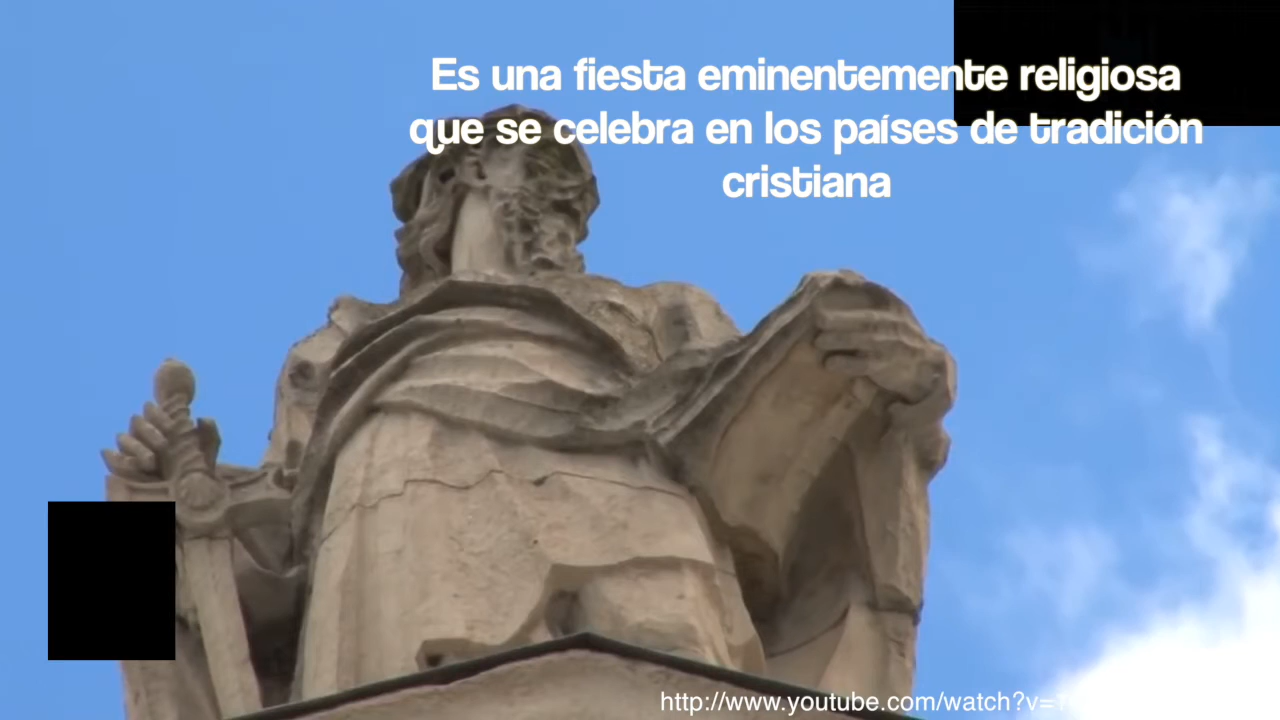 Es una fiesta eminentemente religiosa
que se celebra en los países de tradición
cristiana
http://www.youtube.com/watch?v=